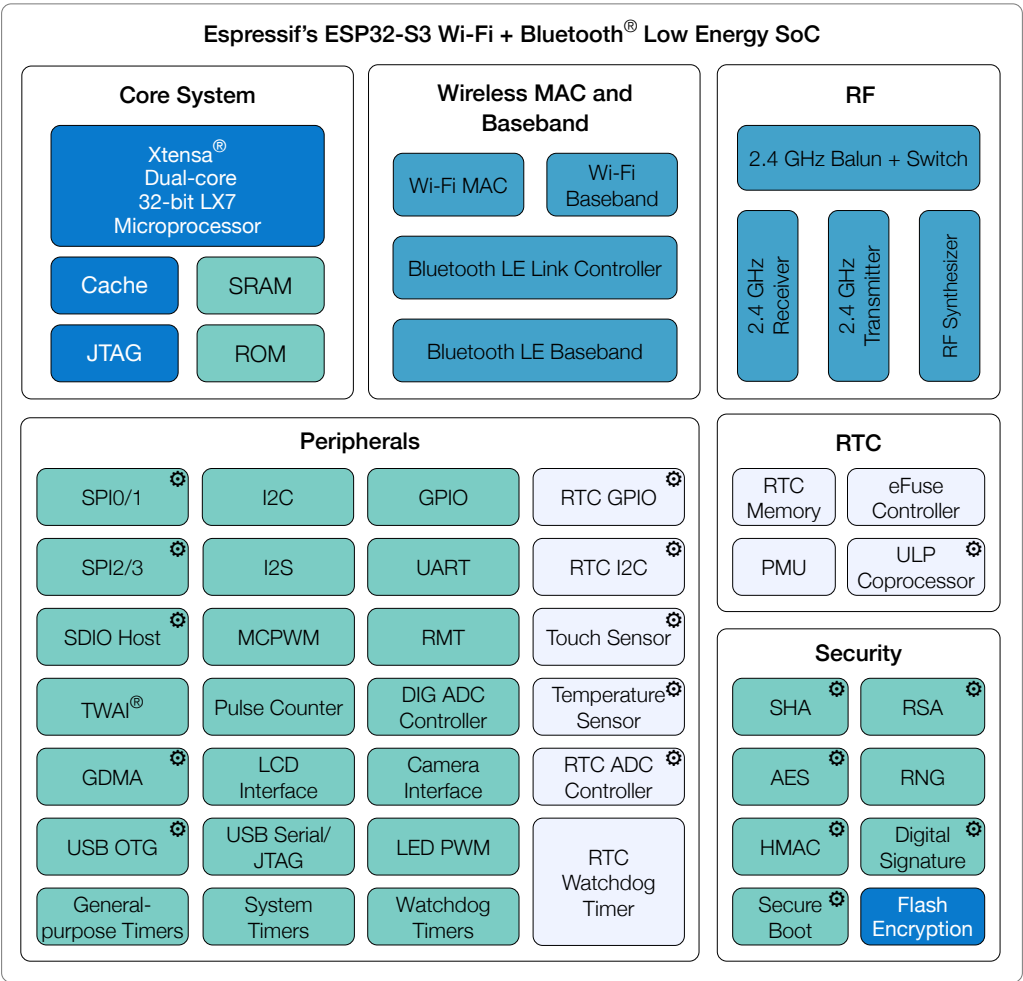 Espressif's ESP32-S3 Wi-Fi + Bluetooth® Low Energy SoC
Core System
Xtensa®
Dual-core
32-bit LX7
Microprocessor
Cache
SRAM
JTAG
ROM
Wireless MAC and
Baseband
Wi-Fi MAC
Wi-Fi
Baseband
Bluetooth LE Link Controller
Bluetooth LE Baseband
RF
2.4 GHz Balun + Switch
2.4 GHz
Receiver
2.4 GHz
Transmitter
RF Synthesizer
Peripherals
SPI0/1
I2C
GPIO
RTC GPIO
SPI2/3
I2S
UART
RTC I2C
SDIO Host
MCPWM
RMT
Touch Sensor
TWAI®
Pulse Counter
DIG ADC
Controller
Temperature
Sensor
GDMA
LCD
Interface
Camera
Interface
RTC ADC
Controller
USB OTG
USB Serial/
JTAG
LED PWM
RTC
Watchdog
Timer
General-
purpose Timers
System
Timers
Watchdog
Timers
RTC
RTC
Memory
eFuse
Controller
PMU
ULP
Coprocessor
Security
SHA
RSA
AES
RNG
HMAC
Digital
Signature
Secure
Boot
Flash
Encryption